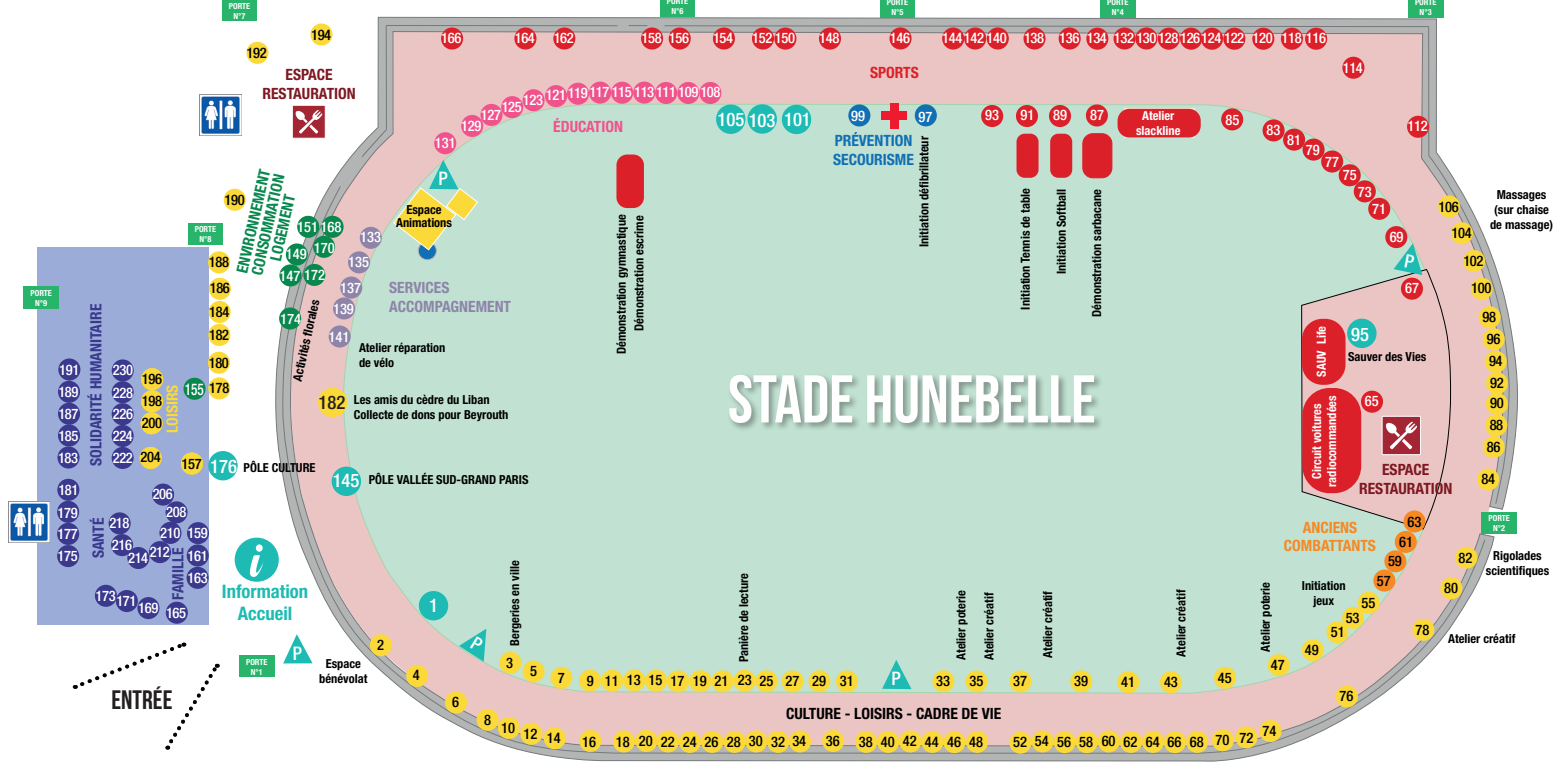 PORTE
N°7
PORTE
N°6
PORTE
N°5
PORTE
N°4
PORTE
N°3
194
192
ESPACE
RESTAURATION
166
164
162
158
156
154
152
150
148
146
144
142
140
138
136
134
132
130
128
126
124
122
120
118
116
114
112
SPORTS
131
129
127
125
123
121
119
117
115
113
111
109
108
ÉDUCATION
105
103
101
99
97
PRÉVENTION
SECOURISME
Initiation défibrillateur
93
91
89
87
Atelier
slackline
85
83
81
79
77
75
73
71
69
P
67
Initiation Tennis de table
Initiation Softball
Démonstration sarbacane
Démonstration gymnastique
Démonstration escrime
P
Espace
Animations
190
PORTE
N°8
ENVIRONNEMENT
CONSOMMATION
LOGEMENT
151
168
149
170
147
172
174
Activités florales
133
135
137
139
141
SERVICES
ACCOMPAGNEMENT
Atelier réparation
de vélo
182
Les amis du cèdre du Liban
Collecte de dons pour Beyrouth
145
PÔLE VALLÉE SUD-GRAND PARIS
STADE HUNEBELLE
106
104
102
100
98
96
94
92
90
88
86
84
Massages
(sur chaise
de massage)
SAUV Life
95
Sauver des Vies
65
Circuit voitures
radiocommandées
ESPACE
RESTAURATION
PORTE
N°2
ANCIENS
COMBATTANTS
63
61
59
57
82
Rigolades
scientifiques
80
78
Atelier créatif
76
188
186
184
182
180
178
155
PORTE
N°9
SOLIDARITÉ HUMANITAIRE
191
189
187
185
183
230
228
226
224
222
196
198
200
204
LOISIRS
157
176
PÔLE CULTURE
181
179
177
175
SANTÉ
206
208
210
212
214
216
218
159
161
163
165
FAMILLE
173
171
169
i
Information
Accueil
P
PORTE
N°1
ENTRÉE
Espace
bénévolat
1
P
Bergeries en ville
Panière de lecture
Atelier poterie
Atelier créatif
Atelier créatif
Atelier créatif
Atelier poterie
Initiation
jeux
3
5
7
9
11
13
15
17
19
21
23
25
27
29
31
P
33
35
37
39
41
43
45
47
49
51
53
55
CULTURE - LOISIRS - CADRE DE VIE
2
4
6
8
10
12
14
16
18
20
22
24
26
28
30
32
34
36
38
40
42
44
46
48
52
54
56
58
60
62
64
66
68
70
72
74